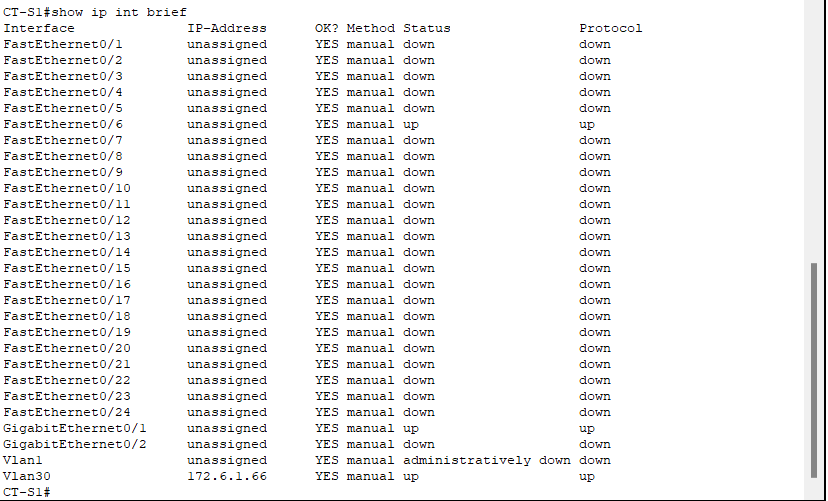 CT-S1#show ip int brief
Interface              IP-Address      OK? Method Status                Protocol
FastEthernet0/1        unassigned      YES manual down                  down
FastEthernet0/2        unassigned      YES manual down                  down
FastEthernet0/3        unassigned      YES manual down                  down
FastEthernet0/4        unassigned      YES manual down                  down
FastEthernet0/5        unassigned      YES manual down                  down
FastEthernet0/6        unassigned      YES manual up                    up
FastEthernet0/7        unassigned      YES manual down                  down
FastEthernet0/8        unassigned      YES manual down                  down
FastEthernet0/9        unassigned      YES manual down                  down
FastEthernet0/10       unassigned      YES manual down                  down
FastEthernet0/11       unassigned      YES manual down                  down
FastEthernet0/12       unassigned      YES manual down                  down
FastEthernet0/13       unassigned      YES manual down                  down
FastEthernet0/14       unassigned      YES manual down                  down
FastEthernet0/15       unassigned      YES manual down                  down
FastEthernet0/16       unassigned      YES manual down                  down
FastEthernet0/17       unassigned      YES manual down                  down
FastEthernet0/18       unassigned      YES manual down                  down
FastEthernet0/19       unassigned      YES manual down                  down
FastEthernet0/20       unassigned      YES manual down                  down
FastEthernet0/21       unassigned      YES manual down                  down
FastEthernet0/22       unassigned      YES manual down                  down
FastEthernet0/23       unassigned      YES manual down                  down
FastEthernet0/24       unassigned      YES manual down                  down
GigabitEthernet0/1     unassigned      YES manual up                    up
GigabitEthernet0/2     unassigned      YES manual down                  down
Vlan1                  unassigned      YES manual administratively down down
Vlan30                 172.6.1.66      YES manual up                    up
CT-S1#